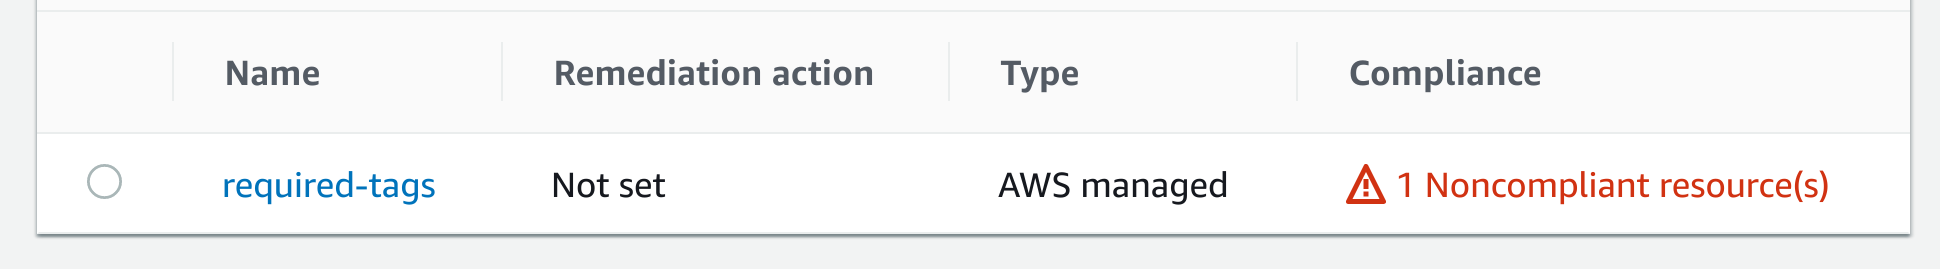 Name Remediation action Type Compliance
required-tags Not set AWS managed 1 Noncompliant resource(s)